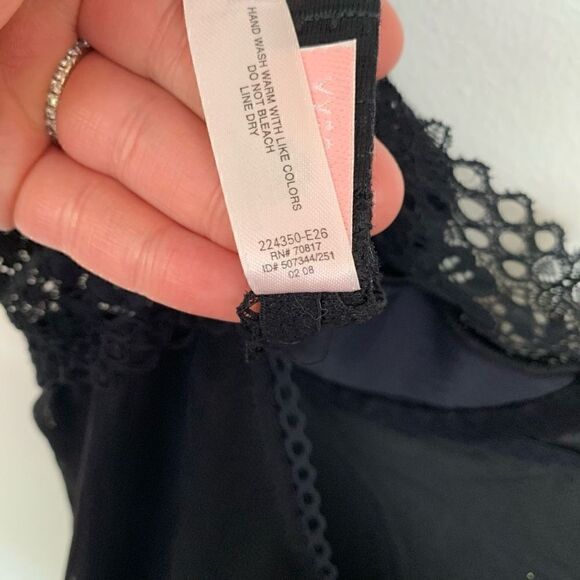 HAND WASH WARM WITH LIKE COLORS
DO NOT BLEACH
LINE DRY
224350-E26
RN# 70817
ID# 507344/251
02 08